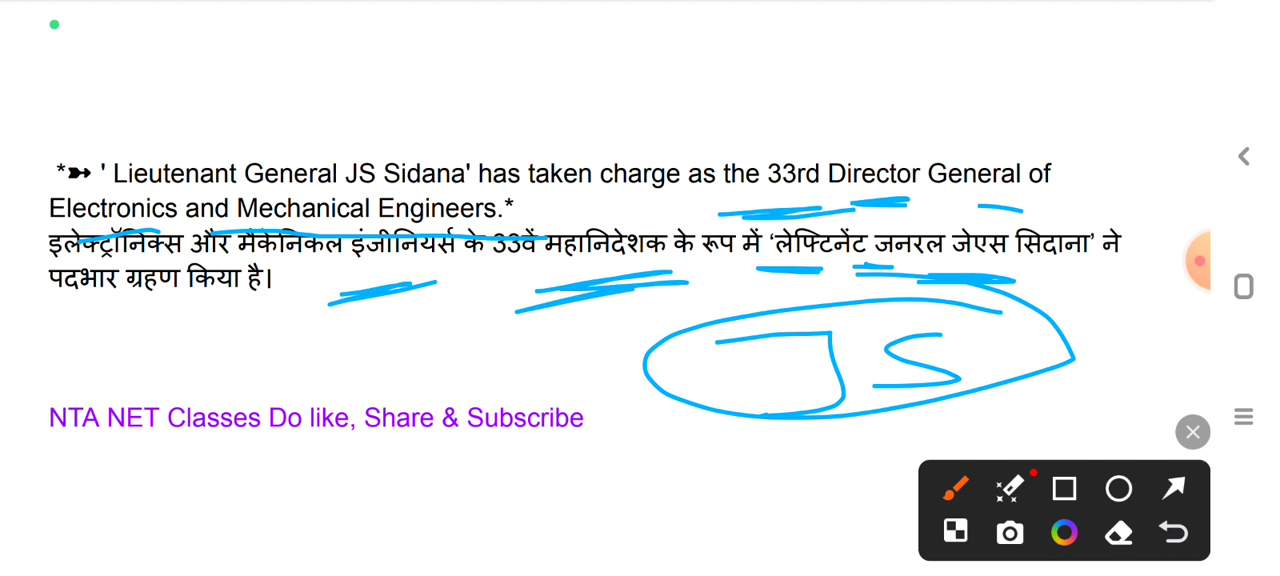 *➳ ' Lieutenant General JS Sidana' has taken charge as the 33rd Director General of
Electronics and Mechanical Engineers.*
इलेक्ट्रॉनिक्स और मैकेनिकल इंजीनियर्स के 33वें महानिदेशक के रूप में ‘लेफ्टिनेंट जनरल जेएस सिदाना’ ने
पदभार ग्रहण किया है।
JS
NTA NET Classes Do like, Share & Subscribe